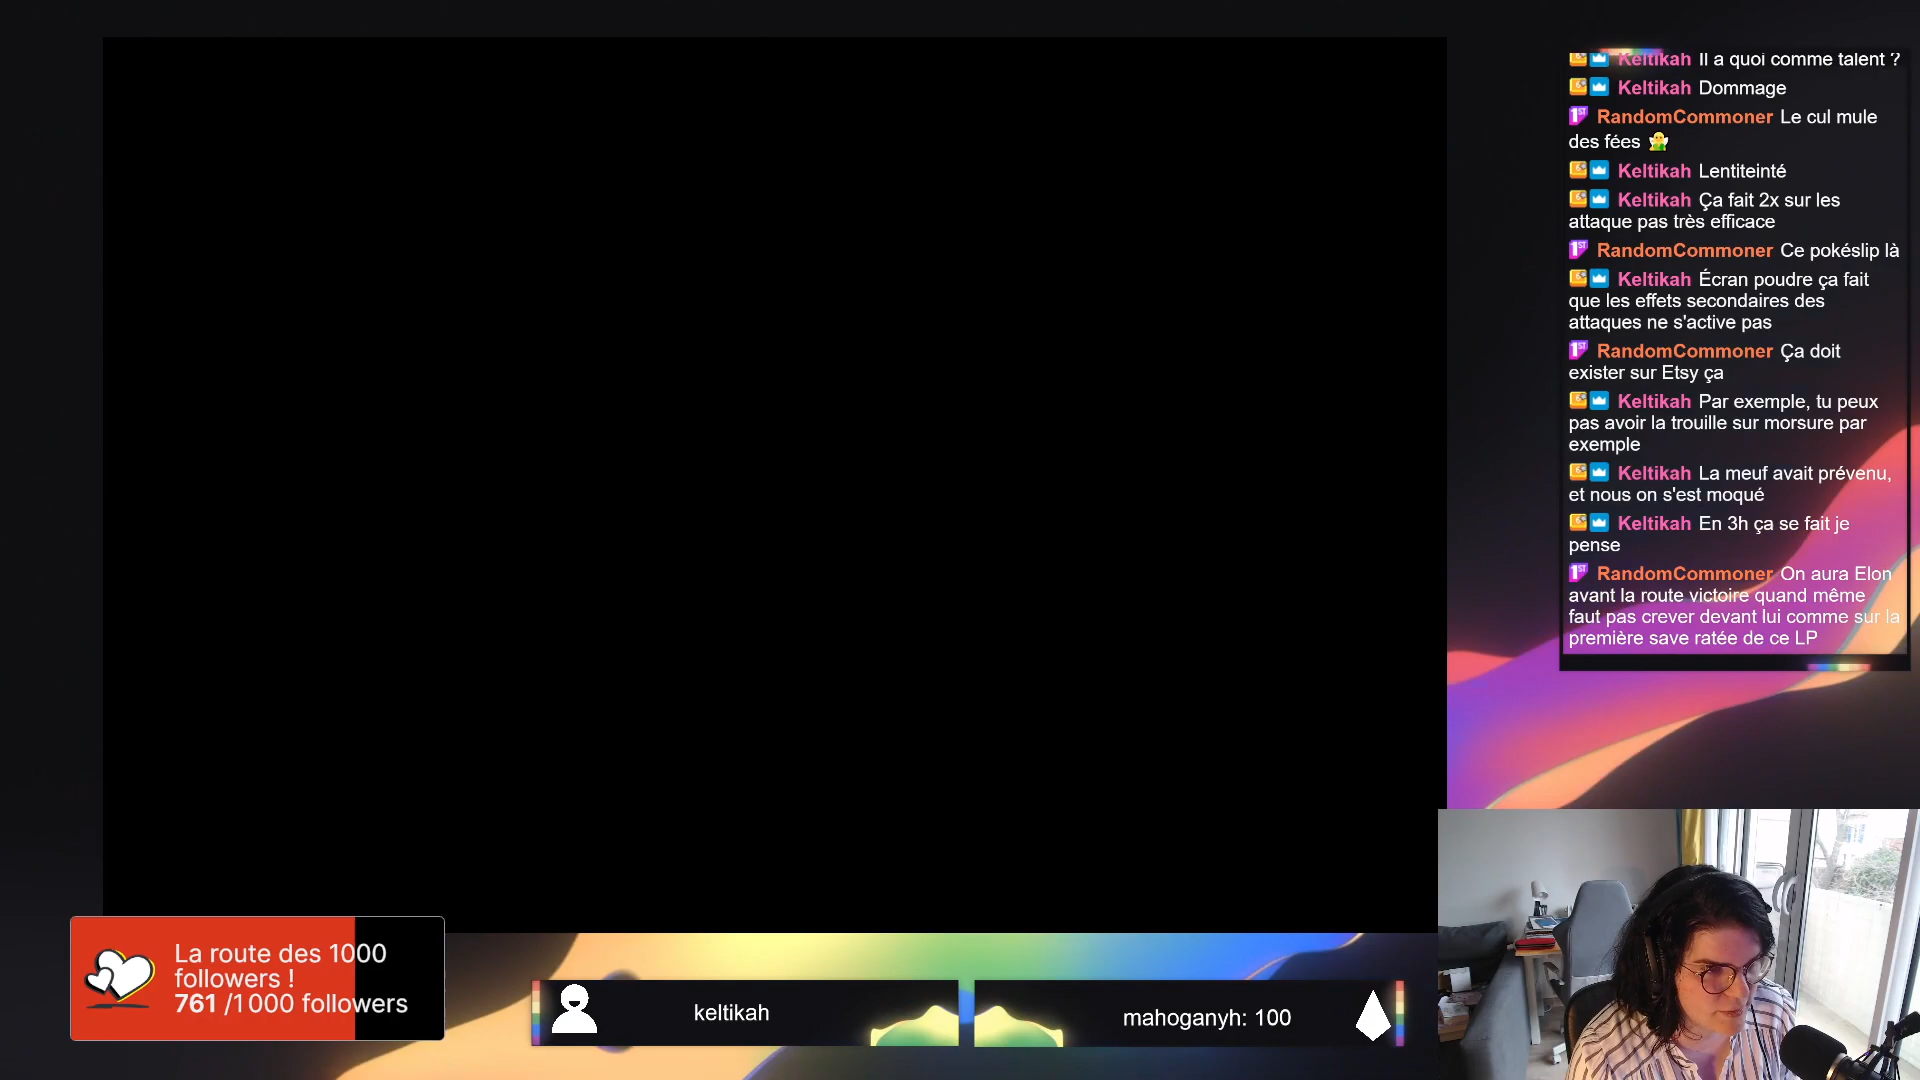 Keltikah Il a quoi comme talent ?
Keltikah Dommage
1ST RandomCommoner Le cul mule
des fées
Keltikah Lentiteinté
Keltikah Ça fait 2x sur les
attaque pas très efficace
1ST RandomCommoner Ce pokéslip là
Keltikah Écran poudre ça fait
que les effets secondaires des
attaques ne s'active pas
1ST RandomCommoner Ça doit
exister sur Etsy ça
Keltikah Par exemple, tu peux
pas avoir la trouille sur morsure par
exemple
Keltikah La meuf avait prévenu,
et nous on s'est moqué
Keltikah En 3h ça se fait je
pense
1ST RandomCommoner On aura Elon
avant la route victoire quand même
faut pas crever devant lui comme sur la
première save ratée de ce LP
La route des 1000
followers !
761 /1 000 followers
keltikah
mahoganyh: 100